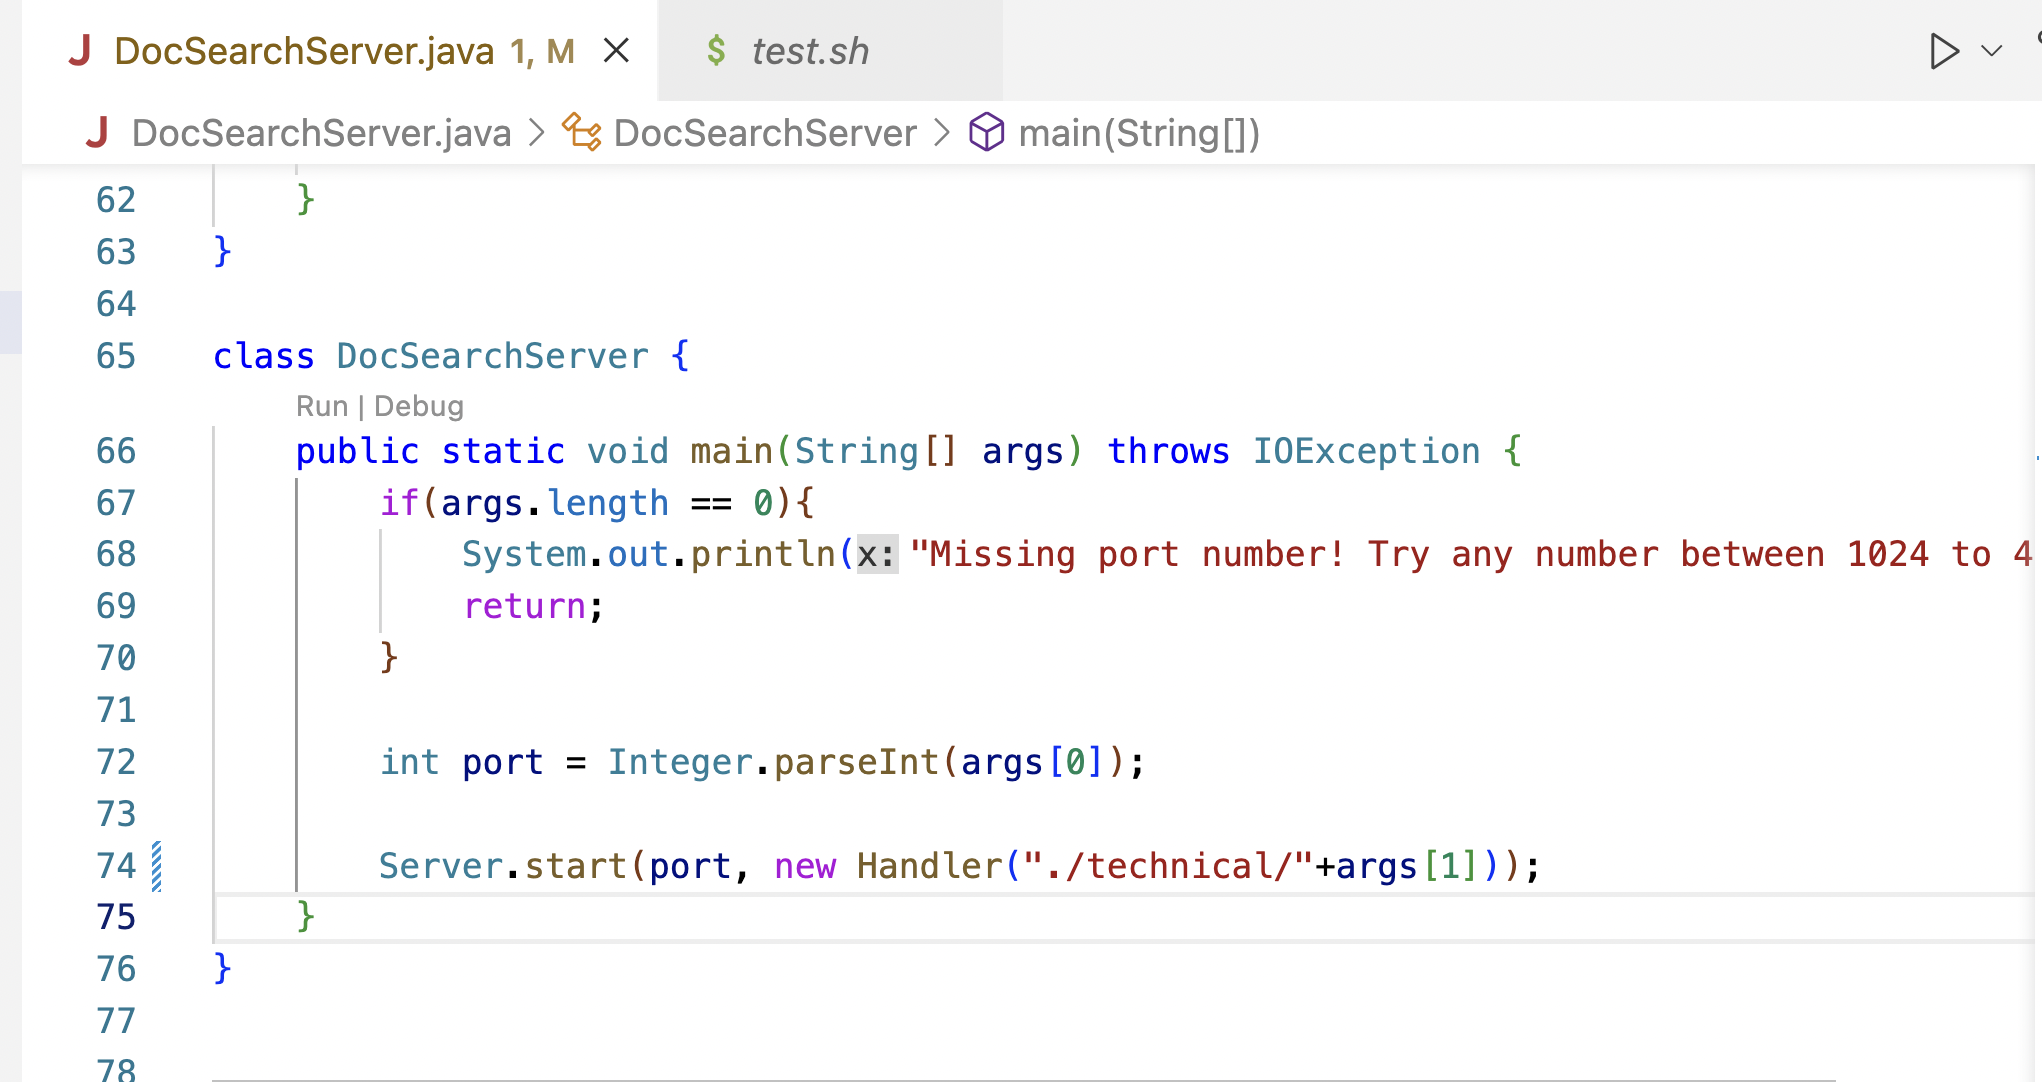 DocSearchServer.java 1, M
$ test.sh
DocSearchServer.java > DocSearchServer > main(String[])
62 }
63 }
64
65 class DocSearchServer {
Run | Debug
66 public static void main(String[] args) throws IOException {
67 if(args.length == 0){
68 System.out.println(x: "Missing port number! Try any number between 1024 to 4
69 return;
70 }
71
72 int port = Integer.parseInt(args[0]);
73
74 Server.start(port, new Handler("./technical/"+args[1]));
75 }
76 }
77
78